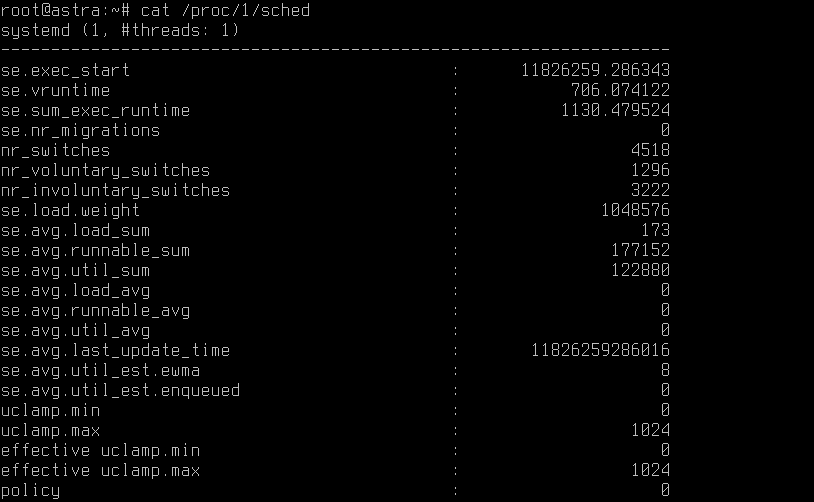 root@astra:~# cat /proc/1/sched
systemd (1, #threads: 1)
-------------------------------------------------------------------
se.exec_start                                :      11826259.286343
se.vruntime                                  :           706.074122
se.sum_exec_runtime                          :          1130.479524
se.nr_migrations                             :                    0
nr_switches                                  :                 4518
nr_voluntary_switches                        :                 1296
nr_involuntary_switches                      :                 3222
se.load.weight                               :              1048576
se.avg.load_sum                              :                  173
se.avg.runnable_sum                          :               177152
se.avg.util_sum                              :               122880
se.avg.load_avg                              :                    0
se.avg.runnable_avg                          :                    0
se.avg.util_avg                              :                    0
se.avg.last_update_time                      :       11826259286016
se.avg.util_est.ewma                         :                    8
se.avg.util_est.enqueued                     :                    0
uclamp.min                                   :                    0
uclamp.max                                   :                 1024
effective uclamp.min                         :                    0
effective uclamp.max                         :                 1024
policy                                       :                    0